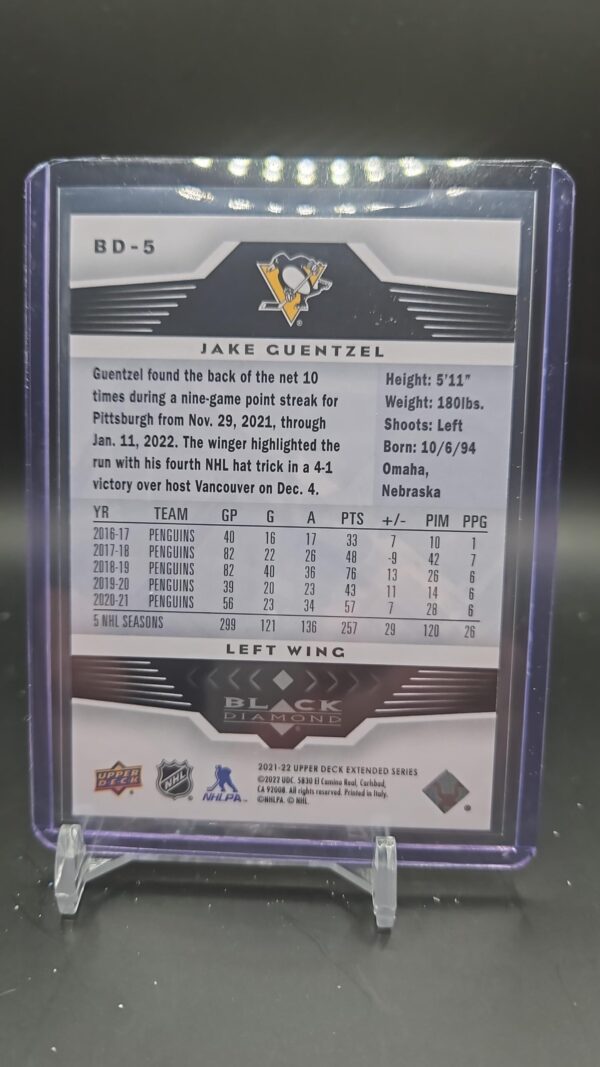 BD-5
JAKE GUENTZEL
Guentzel found the back of the net 10
times during a nine-game point streak for
Pittsburgh from Nov. 29, 2021, through
Jan. 11, 2022. The winger highlighted the
run with his fourth NHL hat trick in a 4-1
victory over host Vancouver on Dec. 4.
Height: 5'11"
Weight: 180lbs.
Shoots: Left
Born: 10/6/94
Omaha,
Nebraska
YR TEAM GP G A PTS +/- PIM PPG
2016-17 PENGUINS 40 16 17 33 7 10 1
2017-18 PENGUINS 82 22 26 48 -9 42 7
2018-19 PENGUINS 82 40 36 76 13 26 6
2019-20 PENGUINS 39 20 23 43 11 14 6
2020-21 PENGUINS 56 23 34 57 7 28 6
5 NHL SEASONS 299 121 136 257 29 120 26
LEFT WING
BLACK
DIAMOND
UPPER
DECK
NHL
NHLPA
2021-22 UPPER DECK EXTENDED SERIES
©2022 UDC. 5830 El Camino Real, Carlsbad,
CA 92008. All rights reserved. Printed in Italy.
©NHLPA. © NHL.